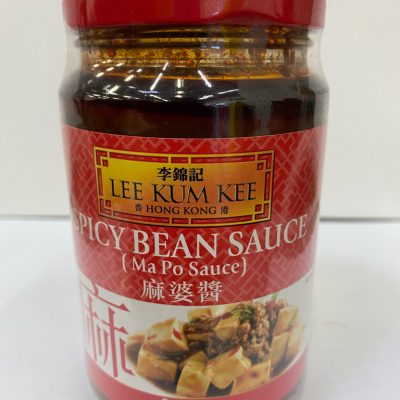 李錦記
LEE KUM KEE
香 HONG KONG 港
SPICY BEAN SAUCE
(Ma Po Sauce)
麻婆醬
麻